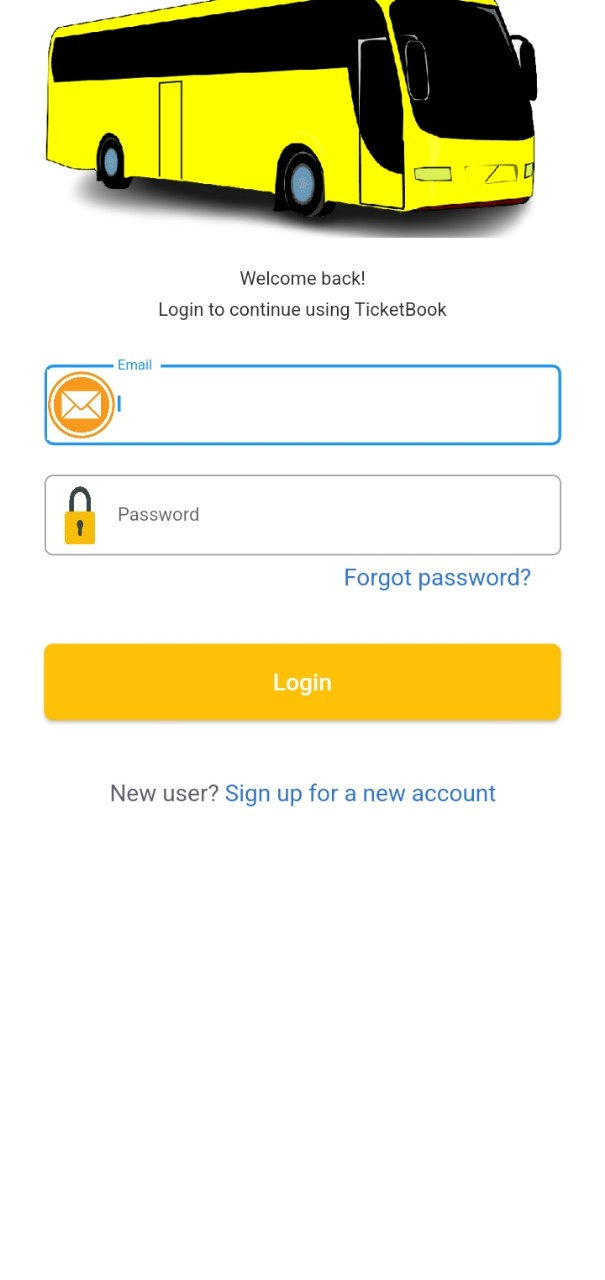 Welcome back!
Login to continue using TicketBook
Email
Password
Forgot password?
Login
New user? Sign up for a new account